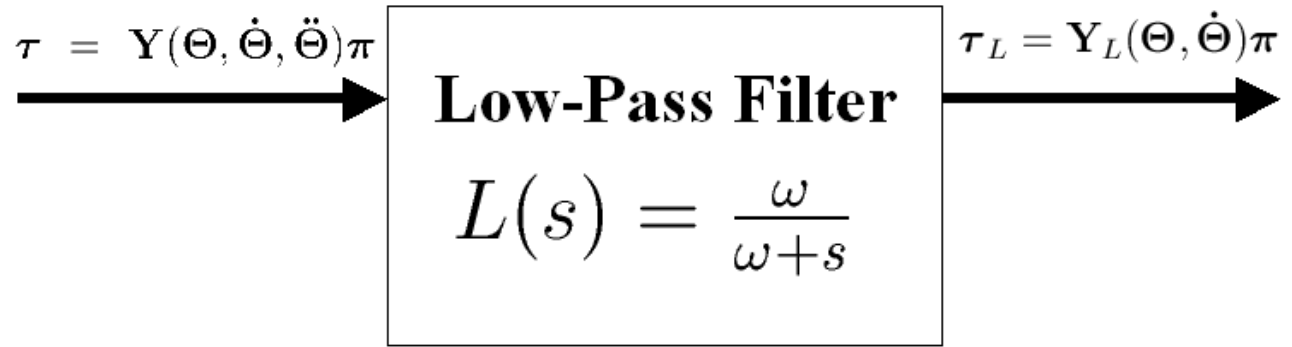 τ = Y(Θ, Θ̇, Θ̈)π
Low-Pass Filter
L(s) = ω/(ω+s)
τ_L = Y_L(Θ, Θ̇)π